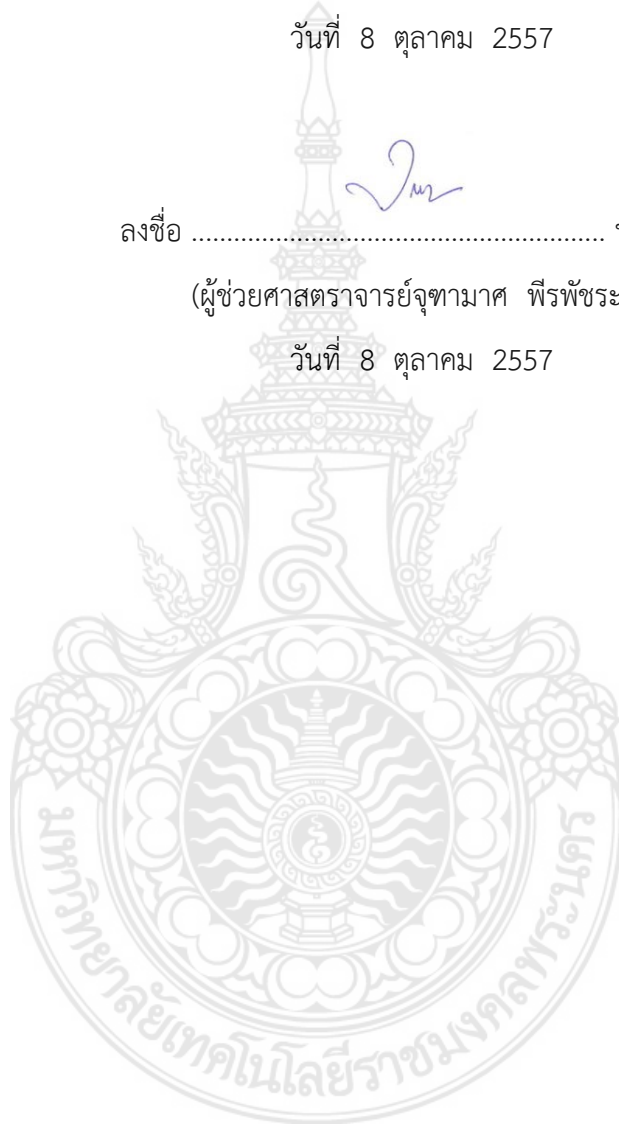 วันที่ 8 ตุลาคม 2557
ลงชื่อ ...........................................................
(ผู้ช่วยศาสตราจารย์จุฑามาศ พีรพัชระ
วันที่ 8 ตุลาคม 2557
มหาวิทยาลัยเทคโนโลยีราชมงคลพระนคร